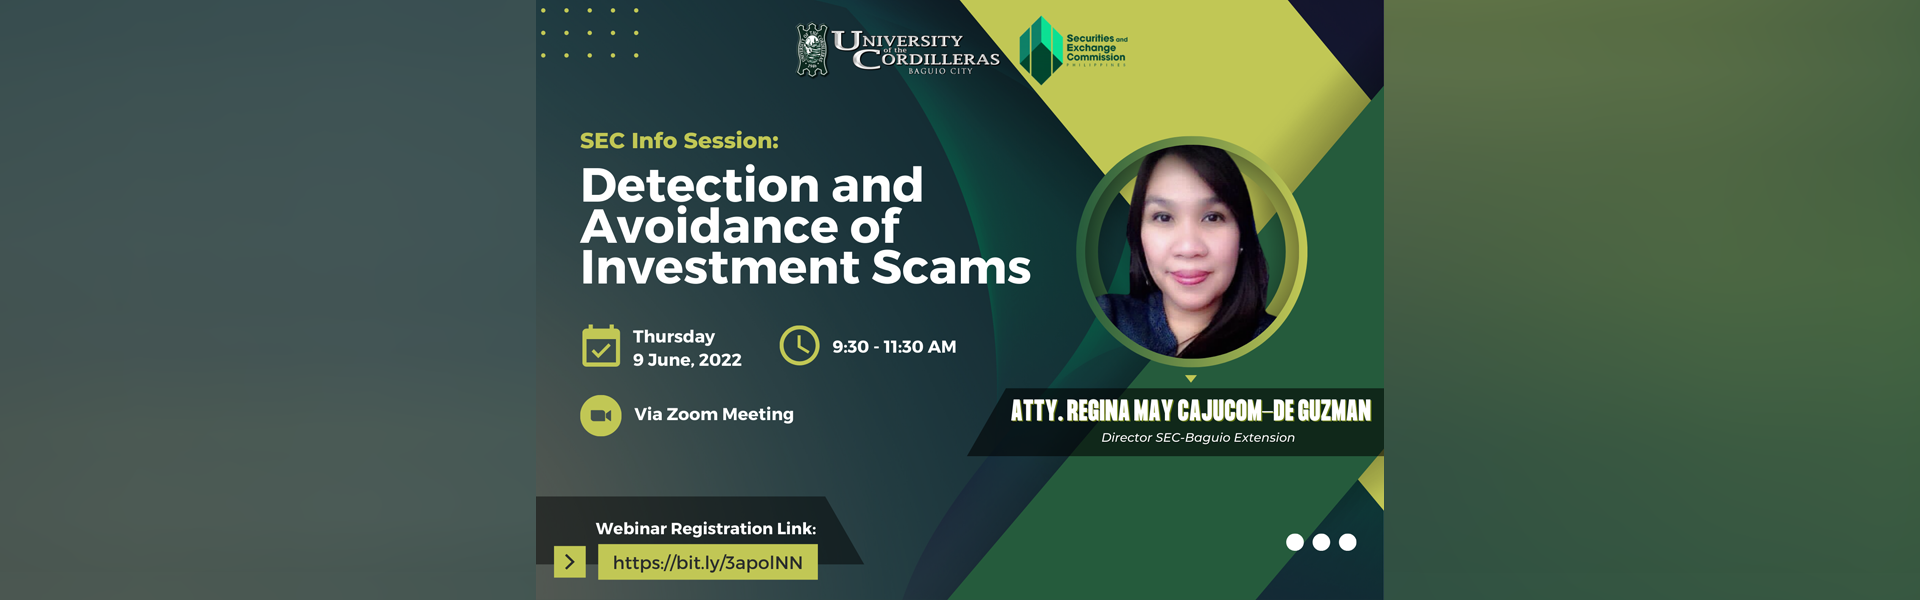 UNIVERSITY
of the
CORDILLERAS
BAGUIO CITY
Securities and
Exchange
Commission
PHILIPPINES
SEC Info Session:
Detection and
Avoidance of
Investment Scams
Thursday
9 June, 2022
9:30 - 11:30 AM
Via Zoom Meeting
ATTY. REGINA MAY CAJUCOM–DE GUZMAN
Director SEC-Baguio Extension
Webinar Registration Link:
https://bit.ly/3apolNN